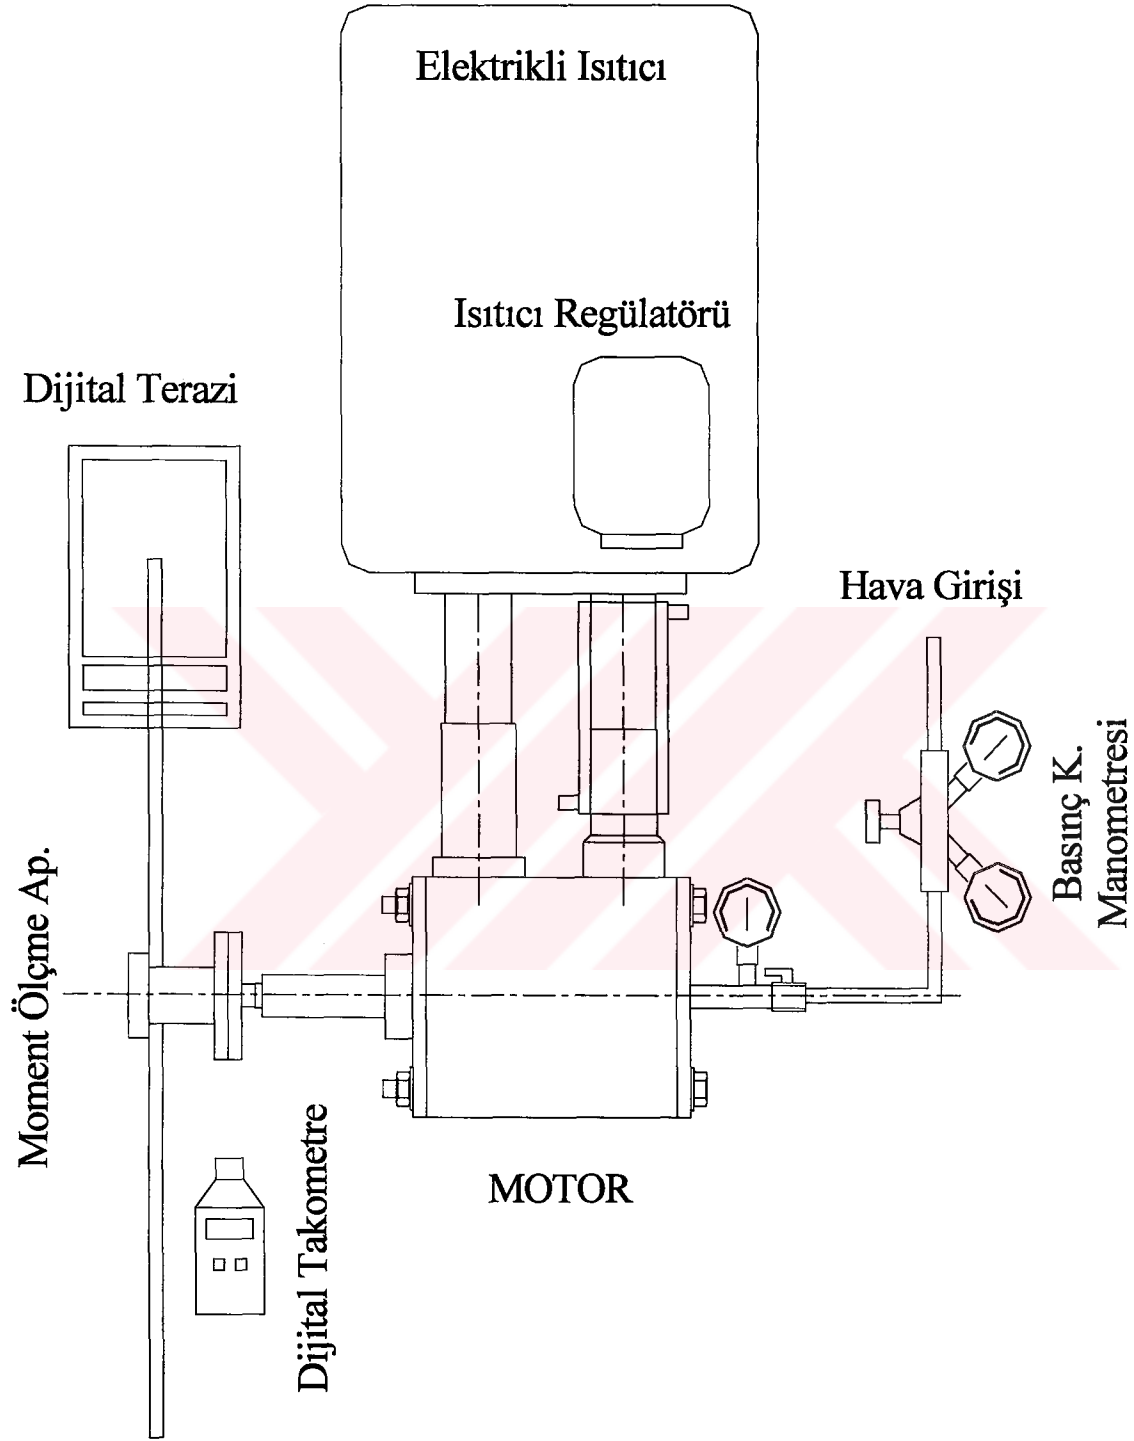 Elektrikli Isıtıcı
Isıtıcı Regülatörü
Dijital Terazi
Hava Girişi
Basınç K.
Manometresi
Moment Ölçme Ap.
Dijital Takometre
MOTOR